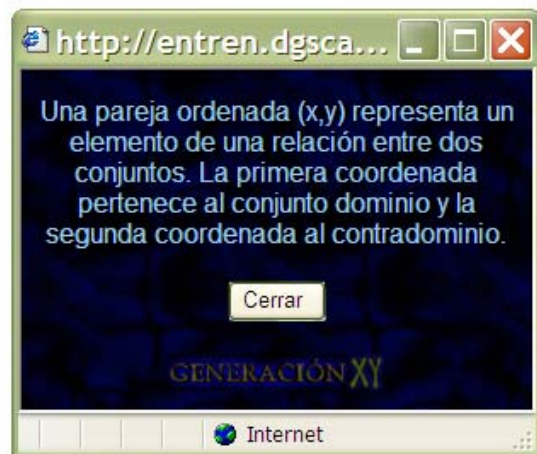 http://entren.dgsca...
Una pareja ordenada (x,y) representa un
elemento de una relación entre dos
conjuntos. La primera coordenada
pertenece al conjunto dominio y la
segunda coordenada al contradominio.
Cerrar
GENERACIÓN XY
Internet